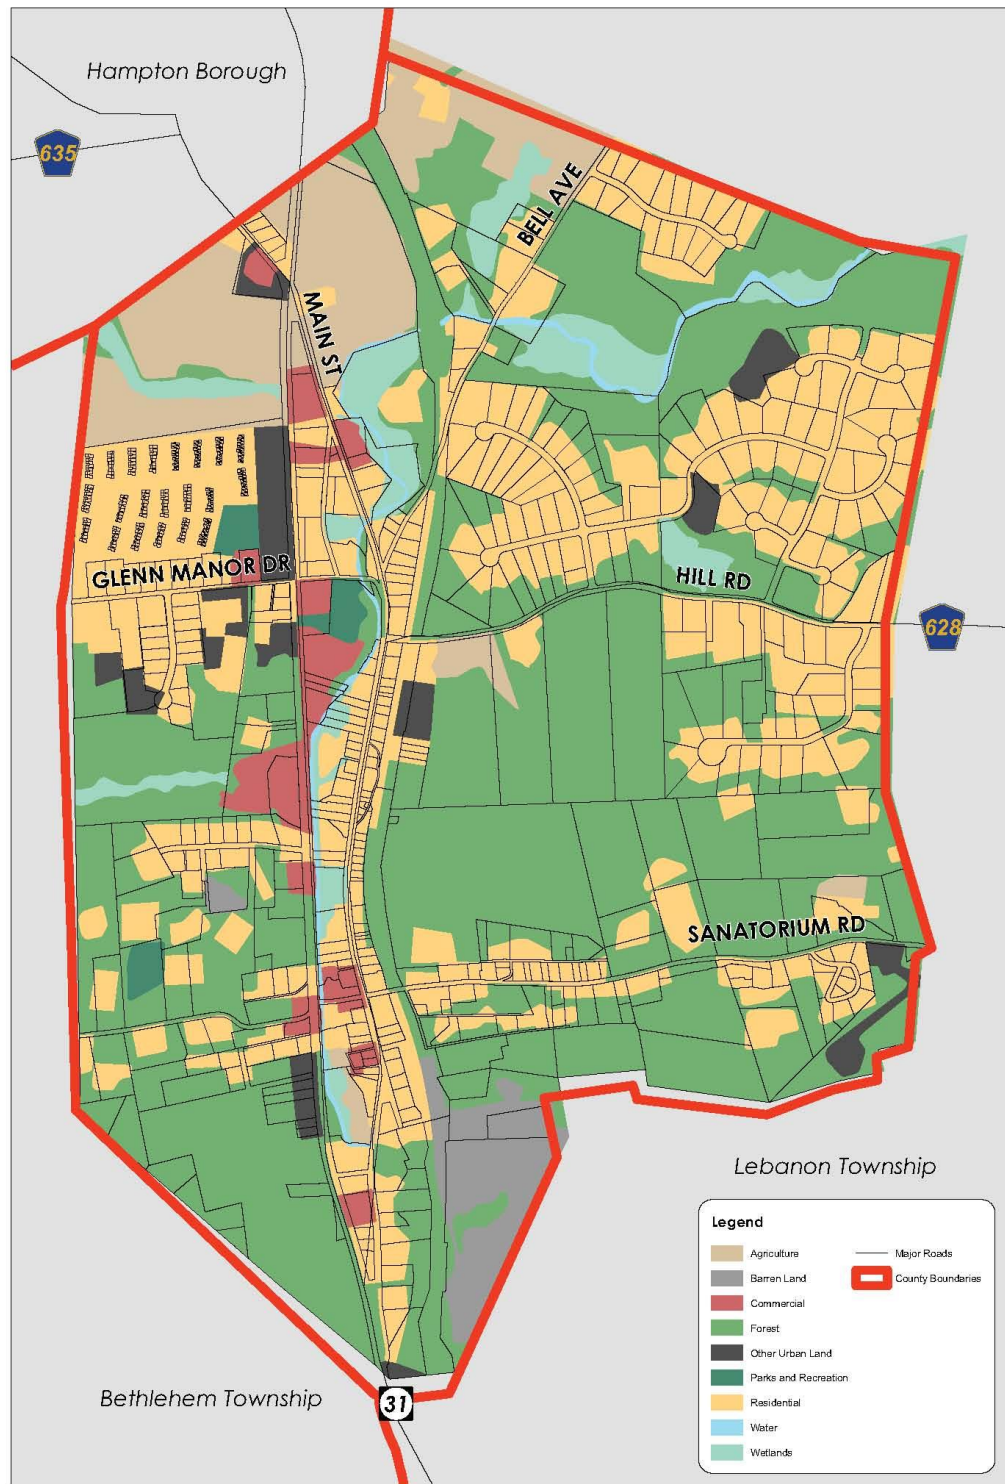 Hampton Borough
635
BELL AVE
MAIN ST
GLENN MANOR DR
HILL RD
628
SANATORIUM RD
Lebanon Township
Bethlehem Township
31
Legend
Agriculture
Barren Land
Commercial
Forest
Other Urban Land
Parks and Recreation
Residential
Water
Wetlands
Major Roads
County Boundaries